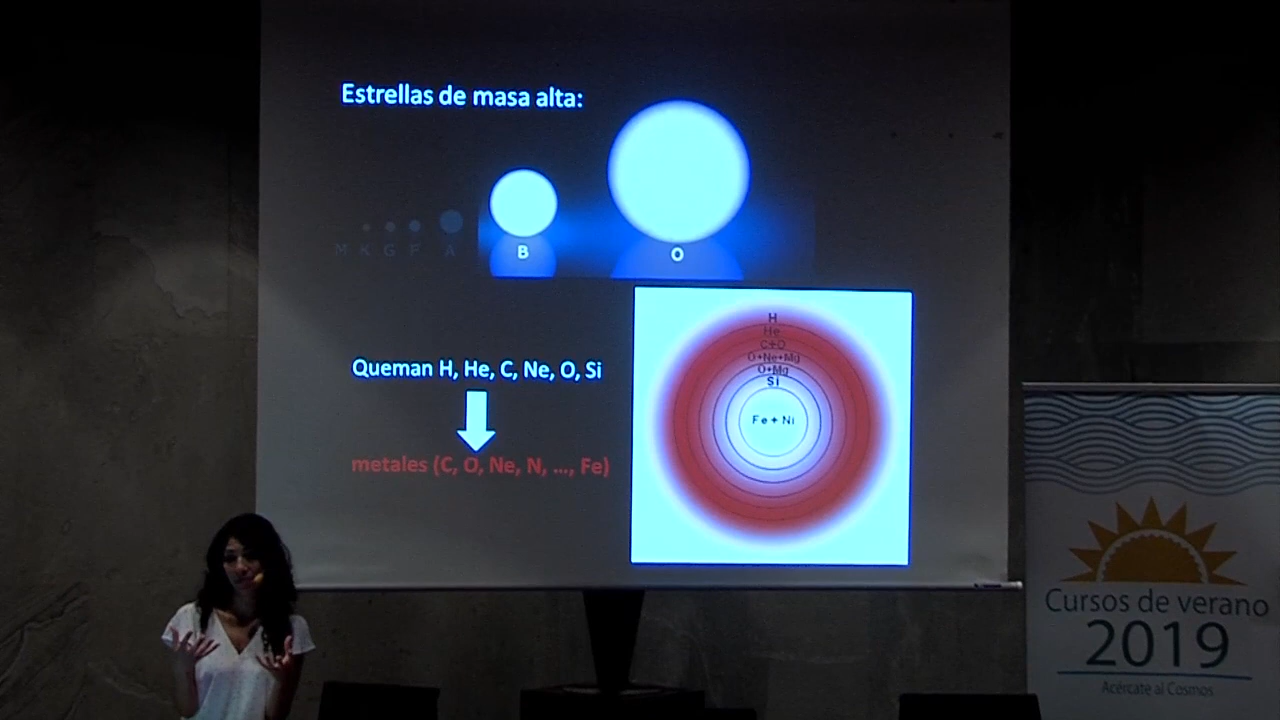 Estrellas de masa alta:
M K G F A B O
H
He
C+O
O+Ne+Mg
O+Mg
Si
Fe + Ni
Queman H, He, C, Ne, O, Si
metales (C, O, Ne, N, ..., Fe)
Cursos de verano
2019
Acércate al Cosmos